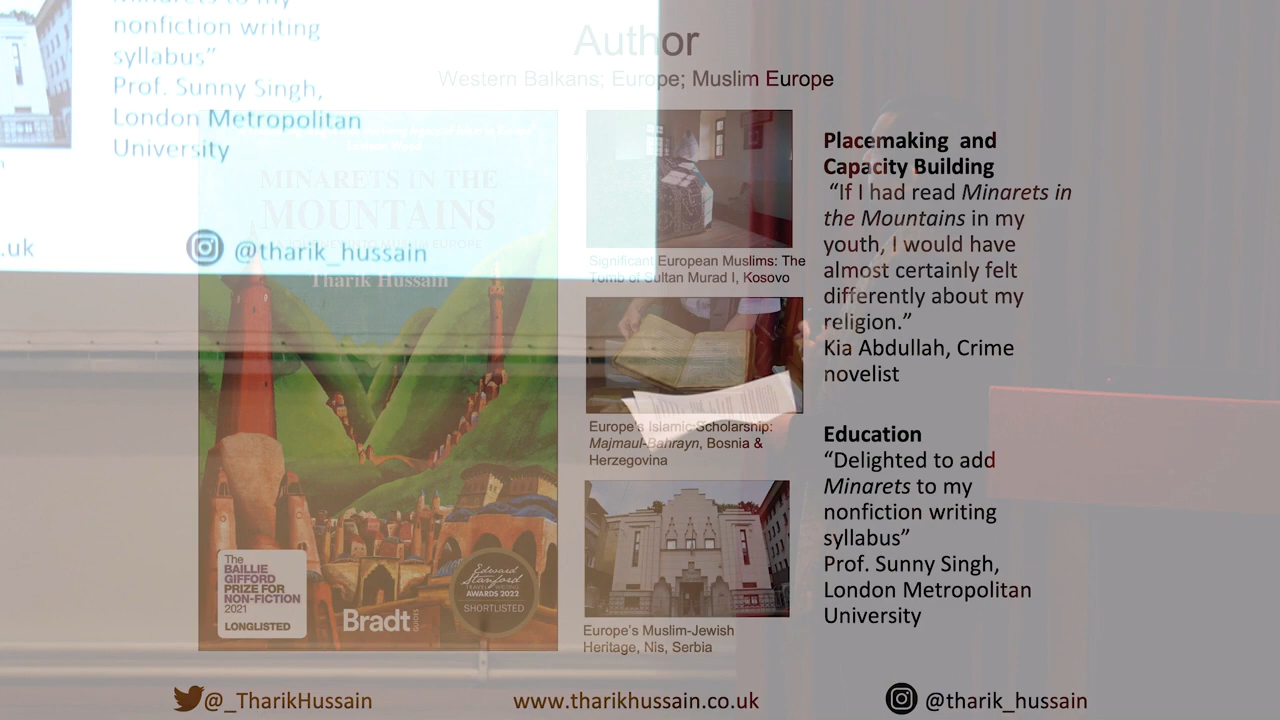 Minarets to my
nonfiction writing
syllabus”
Prof. Sunny Singh,
London Metropolitan
University
.uk
@tharik_hussain
Author
Western Balkans; Europe; Muslim Europe
MINARETS IN THE
MOUNTAINS
Tharik Hussain
The
BAILLIE
GIFFORD
PRIZE FOR
NON-FICTION
2021
LONGLISTED
Bradt
GUIDES
Edward
Stanford
TRAVEL WRITING
AWARDS 2022
SHORTLISTED
Significant European Muslims: The
Tomb of Sultan Murad I, Kosovo
Europe's Islamic Scholarship:
Majmaul-Bahrayn, Bosnia &
Herzegovina
Europe's Muslim-Jewish
Heritage, Nis, Serbia
Placemaking and
Capacity Building
“If I had read Minarets in
the Mountains in my
youth, I would have
almost certainly felt
differently about my
religion.”
Kia Abdullah, Crime
novelist
Education
“Delighted to add
Minarets to my
nonfiction writing
syllabus”
Prof. Sunny Singh,
London Metropolitan
University
@_TharikHussain
www.tharikhussain.co.uk
@tharik_hussain